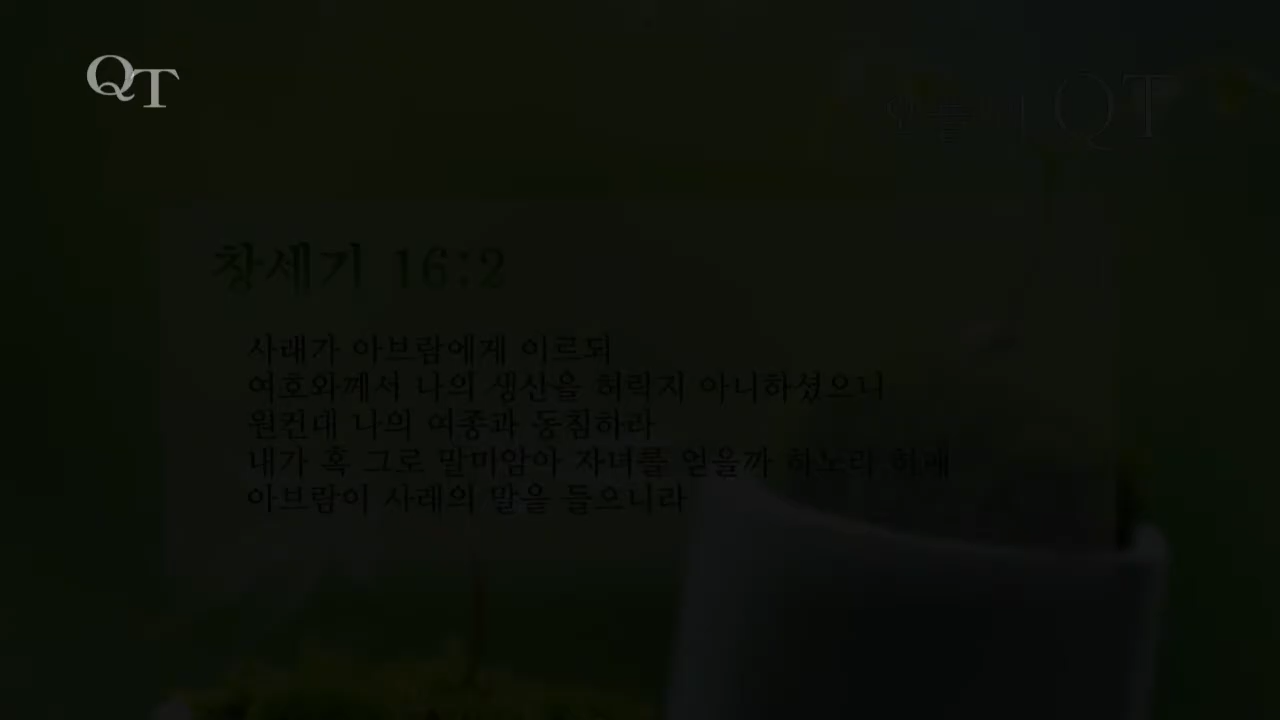 QT
오늘의 QT
창세기 16:2
사래가 아브람에게 이르되
여호와께서 나의 생산을 허락지 아니하셨으니
원컨대 나의 여종과 동침하라
내가 혹 그로 말미암아 자녀를 얻을까 하노라 하매
아브람이 사래의 말을 들으니라